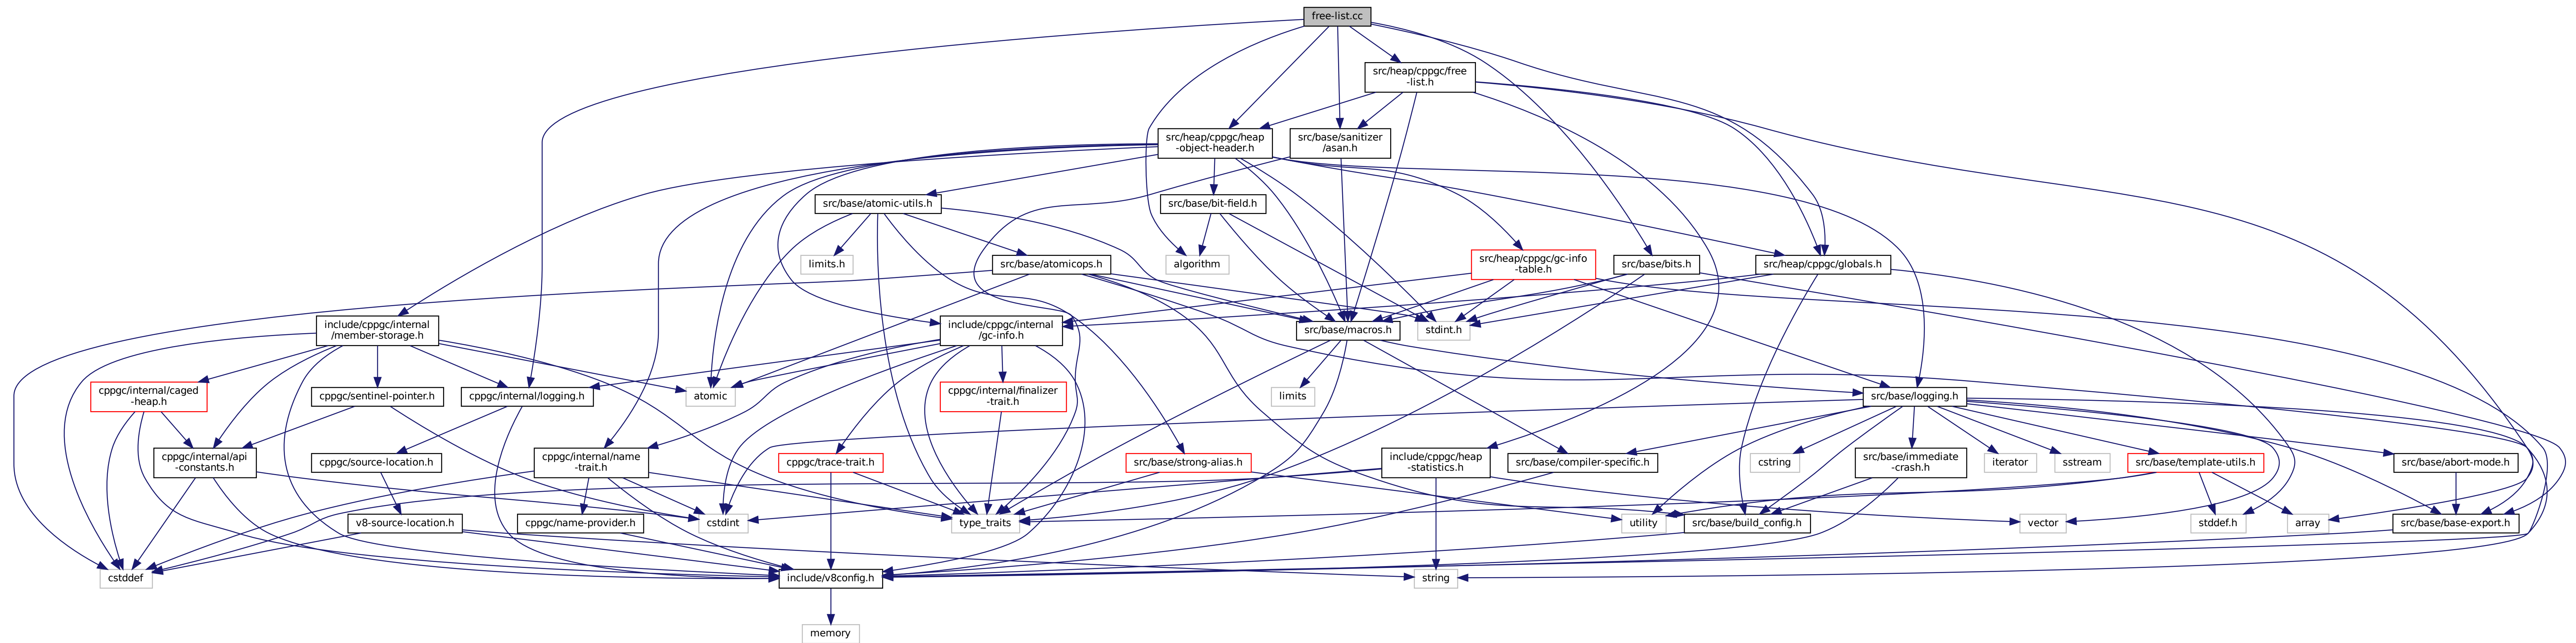 free-list.cc
src/heap/cppgc/free
-list.h
src/heap/cppgc/heap
-object-header.h
src/base/sanitizer
/asan.h
src/base/atomic-utils.h
src/base/bit-field.h
limits.h
src/base/atomicops.h
algorithm
src/heap/cppgc/gc-info
-table.h
src/base/bits.h
src/heap/cppgc/globals.h
include/cppgc/internal
/member-storage.h
include/cppgc/internal
/gc-info.h
src/base/macros.h
stdint.h
cppgc/internal/caged
-heap.h
cppgc/sentinel-pointer.h
cppgc/internal/logging.h
atomic
cppgc/internal/finalizer
-trait.h
limits
src/base/logging.h
cppgc/internal/api
-constants.h
cppgc/source-location.h
cppgc/internal/name
-trait.h
cppgc/trace-trait.h
src/base/strong-alias.h
include/cppgc/heap
-statistics.h
src/base/compiler-specific.h
cstring
src/base/immediate
-crash.h
iterator
sstream
src/base/template-utils.h
src/base/abort-mode.h
v8-source-location.h
cppgc/name-provider.h
cstdint
type_traits
utility
src/base/build_config.h
vector
stddef.h
array
src/base/base-export.h
cstddef
include/v8config.h
string
memory